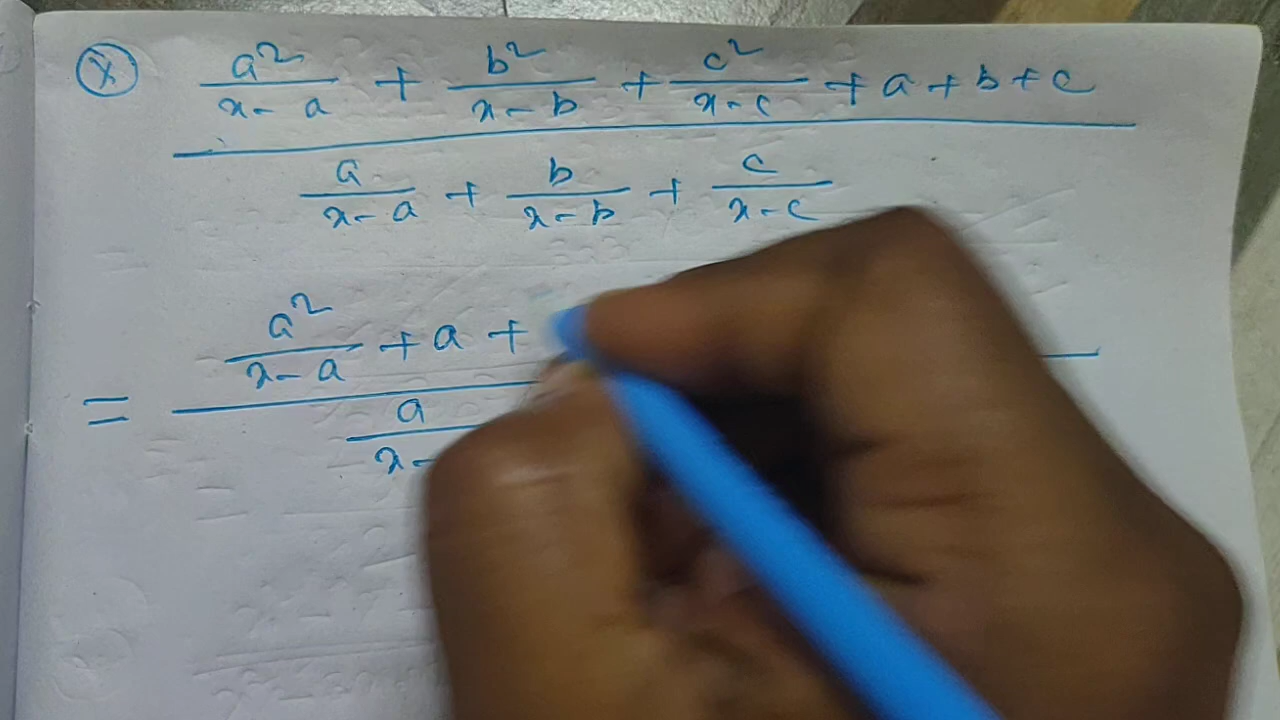 (x) a² + b² + c² + a + b + c
x - a x - b x - c
a + b + c
x - a x - b x - c
a² + a +
x - a
=
a
x -